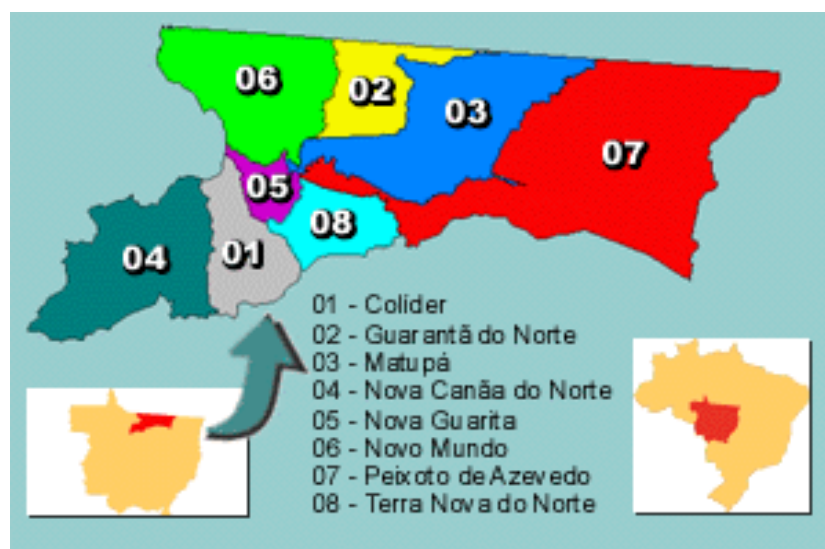 06
02
03
07
05
08
04
01
01 - Colíder
02 - Guarantã do Norte
03 - Matupá
04 - Nova Canãa do Norte
05 - Nova Guarita
06 - Novo Mundo
07 - Peixoto de Azevedo
08 - Terra Nova do Norte